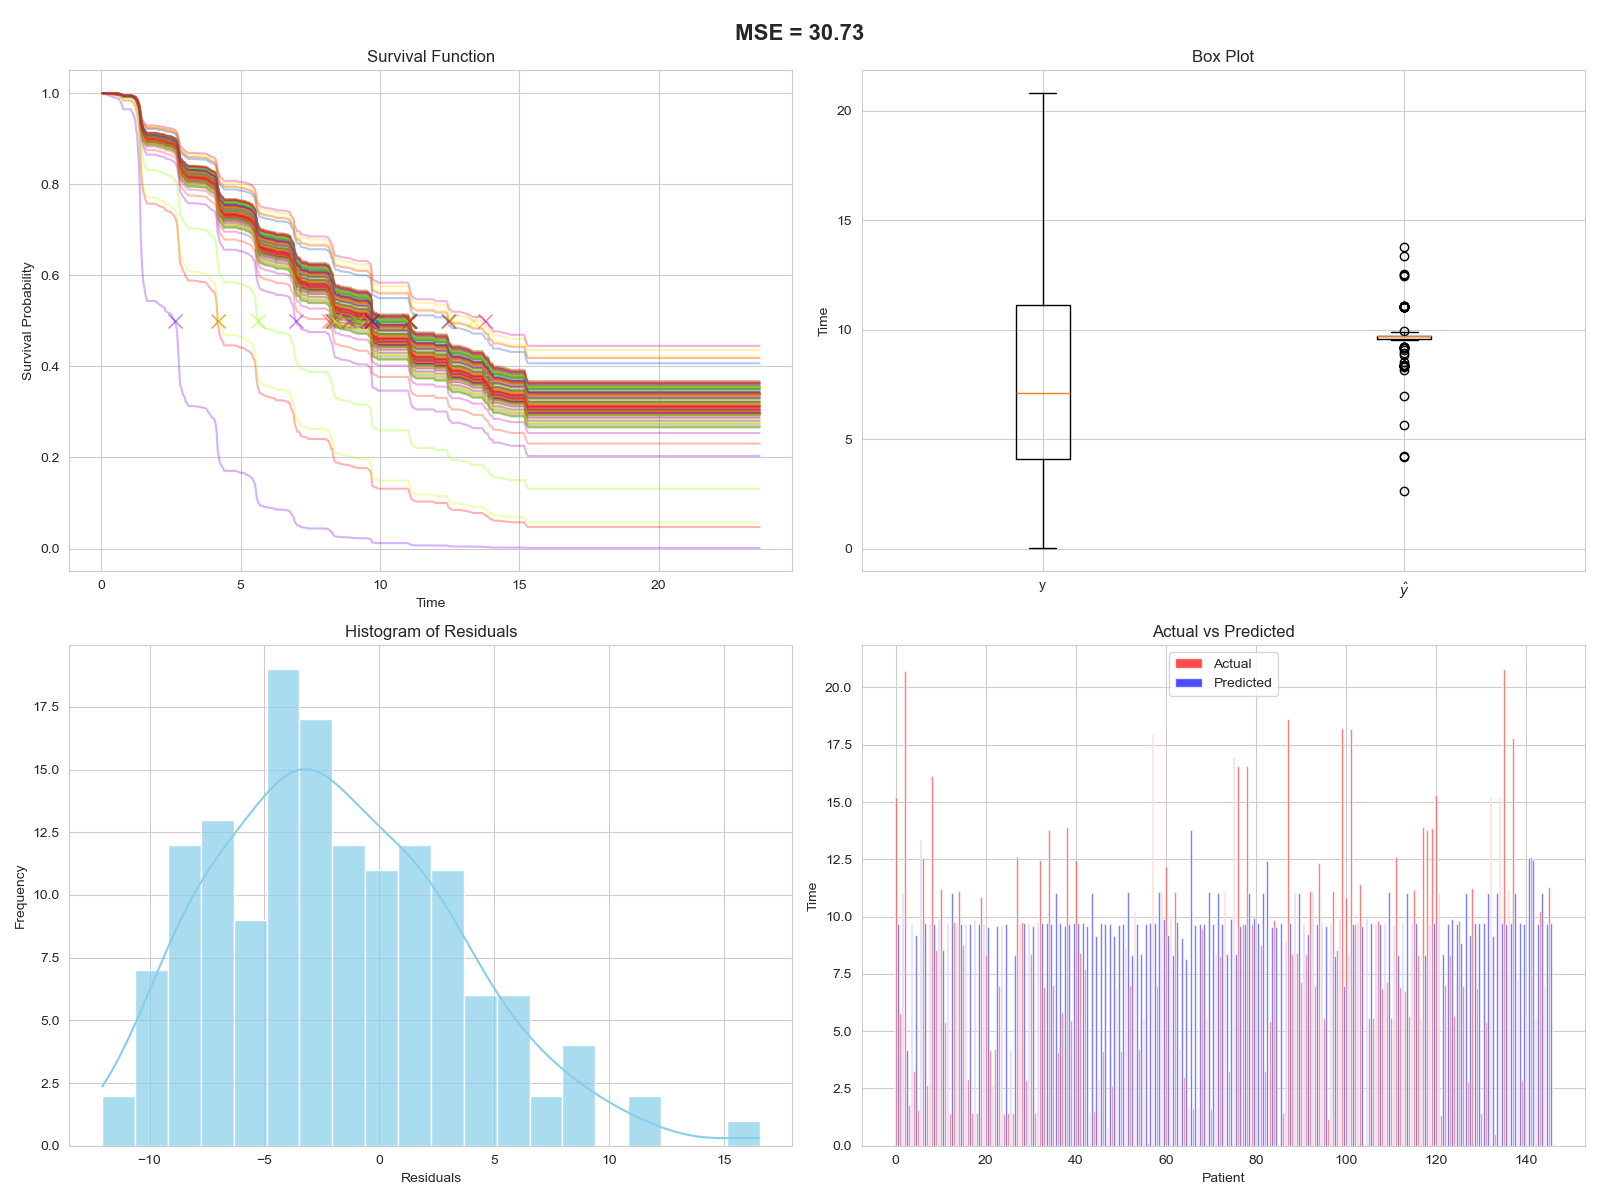 MSE = 30.73
Survival Function
1.0
0.8
0.6
0.4
0.2
0.0
Survival Probability
0
5
10
15
20
Time
Box Plot
20
15
10
5
0
Time
y
ŷ
Histogram of Residuals
17.5
15.0
12.5
10.0
7.5
5.0
2.5
0.0
Frequency
−10
−5
0
5
10
15
Residuals
Actual vs Predicted
Actual
Predicted
20.0
17.5
15.0
12.5
10.0
7.5
5.0
2.5
0.0
Time
0
20
40
60
80
100
120
140
Patient